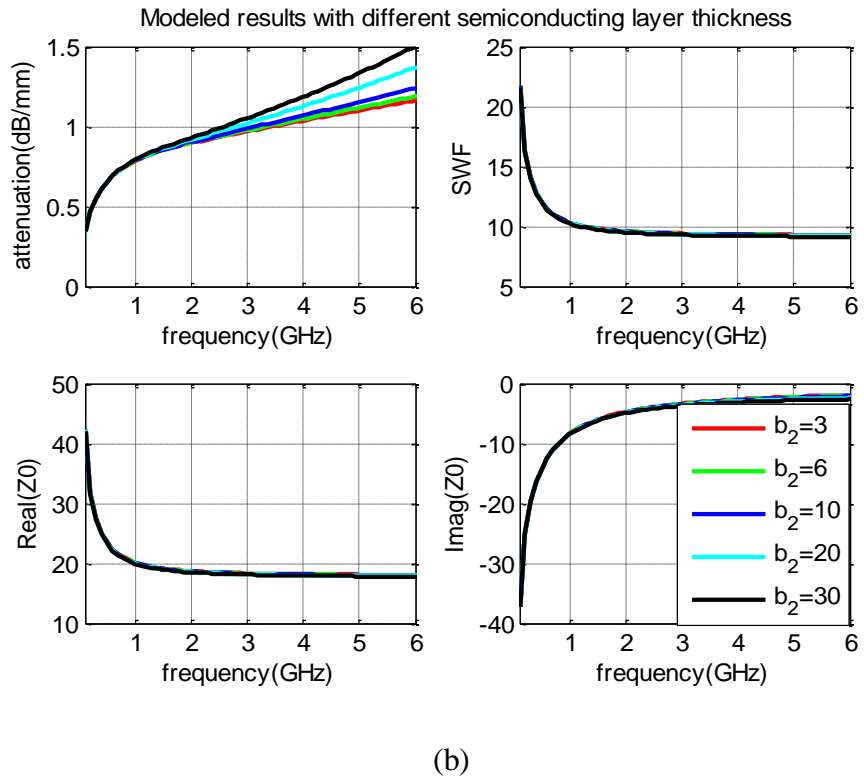 Modeled results with different semiconducting layer thickness
attenuation(dB/mm)
1.5
1
0.5
0
1 2 3 4 5 6
frequency(GHz)
SWF
25
20
15
10
5
1 2 3 4 5 6
frequency(GHz)
Real(Z0)
50
40
30
20
10
1 2 3 4 5 6
frequency(GHz)
Imag(Z0)
0
-10
-20
-30
-40
1 2 3 4 5 6
frequency(GHz)
b2=3
b2=6
b2=10
b2=20
b2=30
(b)